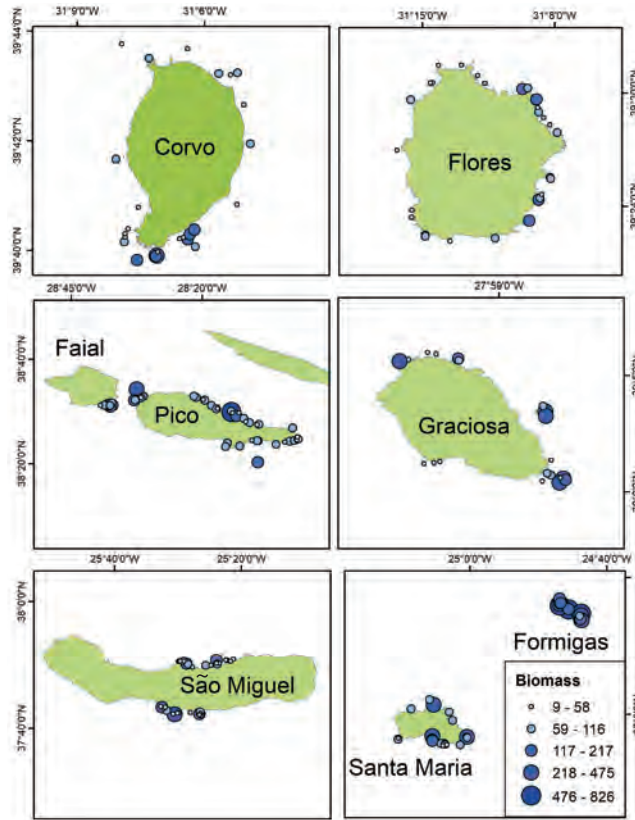 31°9'0"W
31°6'0"W
39°44'0"N
39°42'0"N
39°40'0"N
Corvo
31°15'0"W
31°8'0"W
39°24'0"N
Flores
28°45'0"W
28°20'0"W
38°40'0"N
38°20'0"N
Faial
Pico
27°59'0"W
Graciosa
25°40'0"W
25°20'0"W
38°0'0"N
37°40'0"N
São Miguel
25°0'0"W
24°40'0"W
Formigas
Santa Maria
Biomass
9 - 58
59 - 116
117 - 217
218 - 475
476 - 826